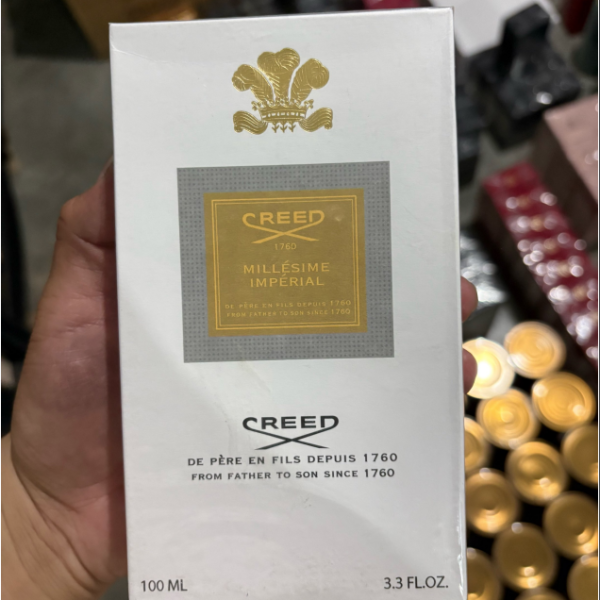 CREED
1760
MILLÉSIME
IMPÉRIAL
DE PÈRE EN FILS DEPUIS 1760
FROM FATHER TO SON SINCE 1760
CREED
DE PÈRE EN FILS DEPUIS 1760
FROM FATHER TO SON SINCE 1760
100 ML 3.3 FL.OZ.